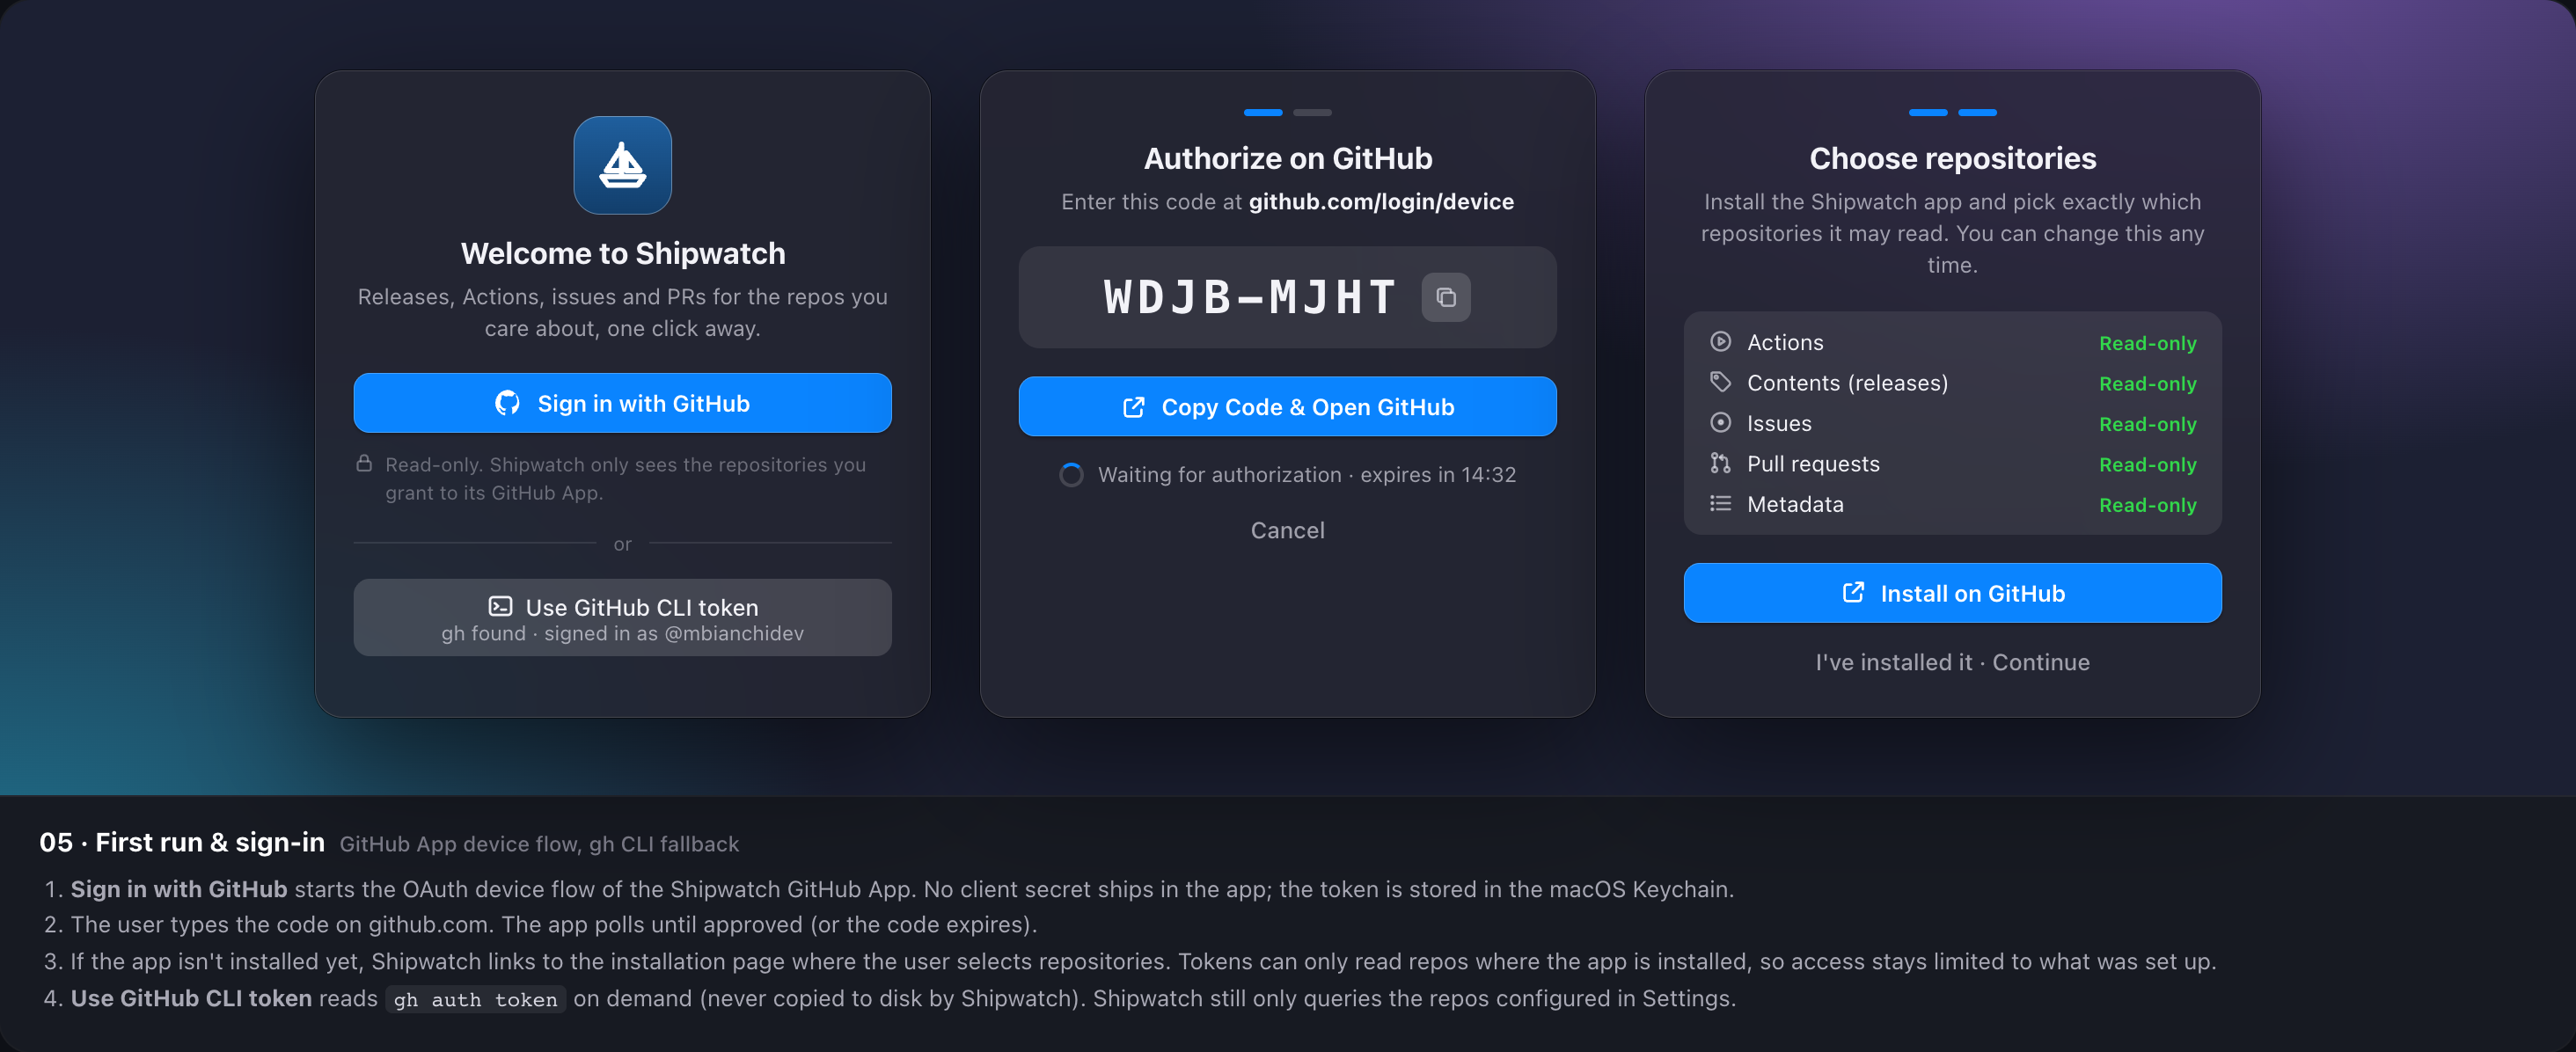 Welcome to Shipwatch
Releases, Actions, issues and PRs for the repos you
care about, one click away.
Sign in with GitHub
Read-only. Shipwatch only sees the repositories you
grant to its GitHub App.
or
Use GitHub CLI token
gh found · signed in as @mbianchidev
Authorize on GitHub
Enter this code at github.com/login/device
WDJB–MJHT
Copy Code & Open GitHub
Waiting for authorization · expires in 14:32
Cancel
Choose repositories
Install the Shipwatch app and pick exactly which
repositories it may read. You can change this any
time.
Actions Read-only
Contents (releases) Read-only
Issues Read-only
Pull requests Read-only
Metadata Read-only
Install on GitHub
I've installed it · Continue
05 · First run & sign-in GitHub App device flow, gh CLI fallback
1. Sign in with GitHub starts the OAuth device flow of the Shipwatch GitHub App. No client secret ships in the app; the token is stored in the macOS Keychain.
2. The user types the code on github.com. The app polls until approved (or the code expires).
3. If the app isn't installed yet, Shipwatch links to the installation page where the user selects repositories. Tokens can only read repos where the app is installed, so access stays limited to what was set up.
4. Use GitHub CLI token reads gh auth token on demand (never copied to disk by Shipwatch). Shipwatch still only queries the repos configured in Settings.